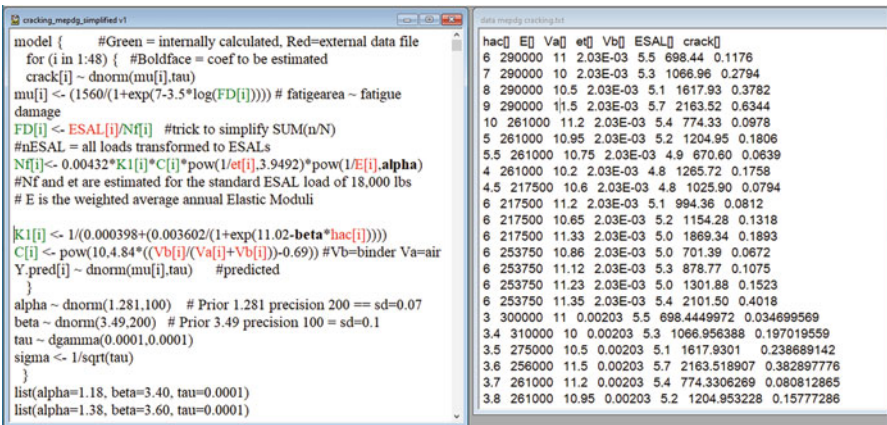 cracking_mepdg_simplified v1
model { #Green = internally calculated, Red=external data file
for (i in 1:48) { #Boldface = coef to be estimated
crack[i] ~ dnorm(mu[i],tau)
mu[i] <- (1560/(1+exp(7-3.5*log(FD[i])))) # fatigearea ~ fatigue
damage
FD[i] <- ESAL[i]/Nf[i] #trick to simplify SUM(n/N)
#nESAL = all loads transformed to ESALs
Nf[i]<- 0.00432*K1[i]*C[i]*pow(1/et[i],3.9492)*pow(1/E[i],alpha)
#Nf and et are estimated for the standard ESAL load of 18,000 lbs
# E is the weighted average annual Elastic Moduli
K1[i] <- 1/(0.000398+(0.003602/(1+exp(11.02-beta*hac[i]))))
C[i] <- pow(10,4.84*((Vb[i]/(Va[i]+Vb[i]))-0.69)) #Vb=binder Va=air
Y.pred[i] ~ dnorm(mu[i],tau) #predicted
}
alpha ~ dnorm(1.281,100) # Prior 1.281 precision 200 == sd=0.07
beta ~ dnorm(3.49,200) # Prior 3.49 precision 100 = sd=0.1
tau ~ dgamma(0.0001,0.0001)
sigma <- 1/sqrt(tau)
}
list(alpha=1.18, beta=3.40, tau=0.0001)
list(alpha=1.38, beta=3.60, tau=0.0001)
data mepdg cracking.txt
hac[] E[] Va[] et[] Vb[] ESAL[] crack[]
6 290000 11 2.03E-03 5.5 698.44 0.1176
7 290000 10 2.03E-03 5.3 1066.96 0.2794
8 290000 10.5 2.03E-03 5.1 1617.93 0.3782
9 290000 11.5 2.03E-03 5.7 2163.52 0.6344
10 261000 11.2 2.03E-03 5.4 774.33 0.0978
5 261000 10.95 2.03E-03 5.2 1204.95 0.1806
5.5 261000 10.75 2.03E-03 4.9 670.60 0.0639
4 261000 10.2 2.03E-03 4.8 1265.72 0.1758
4.5 217500 10.6 2.03E-03 4.8 1025.90 0.0794
6 217500 11.2 2.03E-03 5.1 994.36 0.0812
6 217500 10.65 2.03E-03 5.2 1154.28 0.1318
6 217500 11.33 2.03E-03 5.0 1869.34 0.1893
6 253750 10.86 2.03E-03 5.0 701.39 0.0672
6 253750 11.12 2.03E-03 5.3 878.77 0.1075
6 253750 11.23 2.03E-03 5.0 1301.88 0.1523
6 253750 11.35 2.03E-03 5.4 2101.50 0.4018
3 300000 11 0.00203 5.5 698.4449972 0.034699569
3.4 310000 10 0.00203 5.3 1066.956388 0.197019559
3.5 275000 10.5 0.00203 5.1 1617.9301 0.238689142
3.6 256000 11.5 0.00203 5.7 2163.518907 0.382897776
3.7 261000 11.2 0.00203 5.4 774.3306269 0.080812865
3.8 261000 10.95 0.00203 5.2 1204.953228 0.15777286